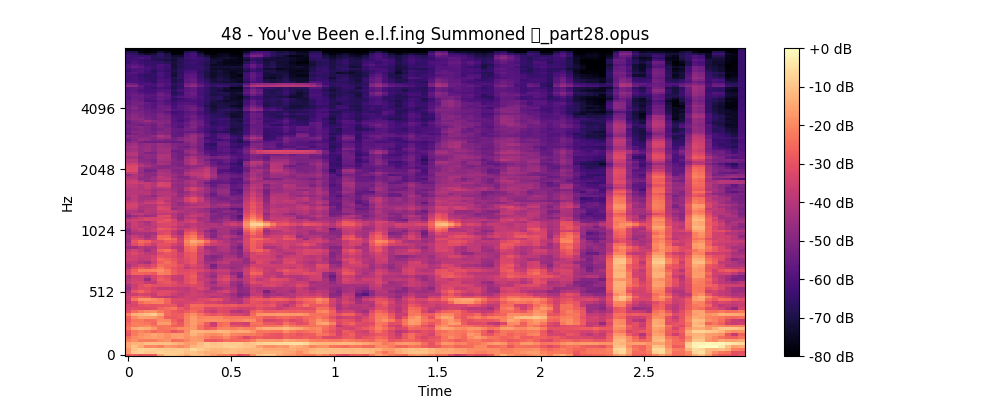 48 - You've Been e.l.f.ing Summoned ▯_part28.opus
+0 dB
-10 dB
-20 dB
-30 dB
-40 dB
-50 dB
-60 dB
-70 dB
-80 dB
4096
2048
1024
512
0
Hz
0
0.5
1
1.5
2
2.5
Time